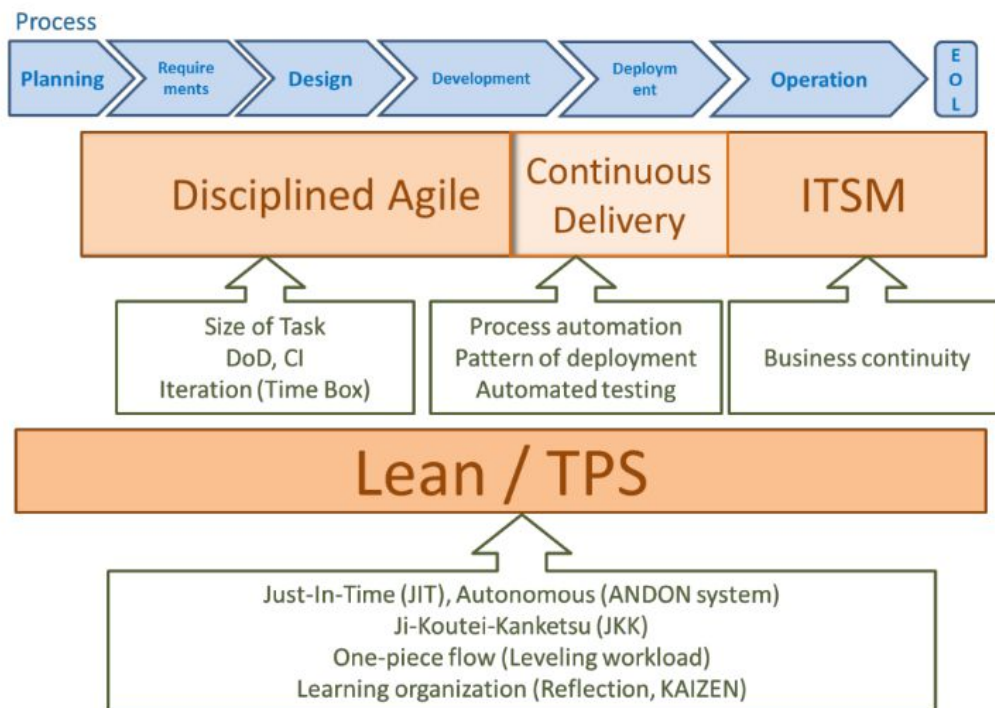 Process
Planning
Require
ments
Design
Development
Deploym
ent
Operation
E
O
L
Disciplined Agile
Continuous
Delivery
ITSM
Size of Task
DoD, CI
Iteration (Time Box)
Process automation
Pattern of deployment
Automated testing
Business continuity
Lean / TPS
Just-In-Time (JIT), Autonomous (ANDON system)
Ji-Koutei-Kanketsu (JKK)
One-piece flow (Leveling workload)
Learning organization (Reflection, KAIZEN)